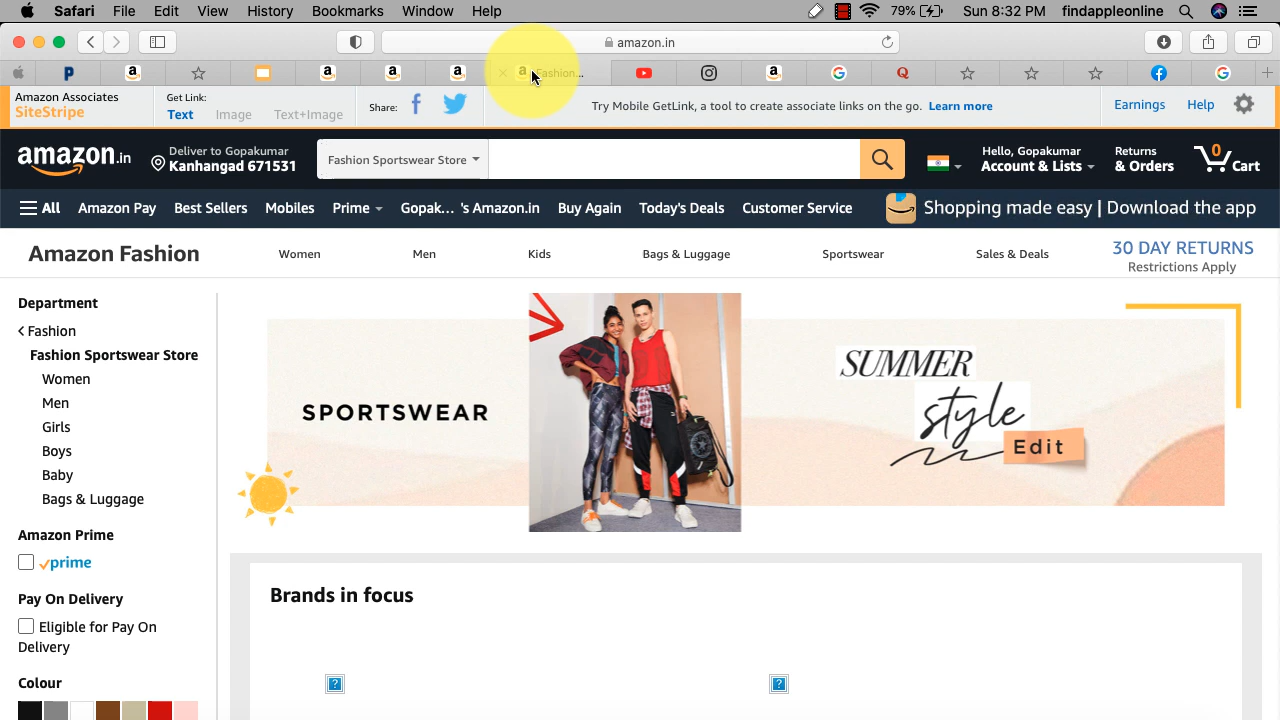 Safari File Edit View History Bookmarks Window Help 79% Sun 8:32 PM findappleonline
amazon.in
Fashion...
Amazon Associates
SiteStripe
Get Link:
Text Image Text+Image
Share:
Try Mobile GetLink, a tool to create associate links on the go. Learn more
Earnings Help
amazon.in
Deliver to Gopakumar
Kanhangad 671531
Fashion Sportswear Store
Hello, Gopakumar
Account & Lists
Returns
& Orders
0
Cart
All Amazon Pay Best Sellers Mobiles Prime Gopak... 's Amazon.in Buy Again Today's Deals Customer Service
Shopping made easy | Download the app
Amazon Fashion
Women Men Kids Bags & Luggage Sportswear Sales & Deals
30 DAY RETURNS
Restrictions Apply
Department
Fashion
Fashion Sportswear Store
Women
Men
Girls
Boys
Baby
Bags & Luggage
Amazon Prime
prime
Pay On Delivery
Eligible for Pay On
Delivery
Colour
SPORTSWEAR
SUMMER
style
Edit
Brands in focus